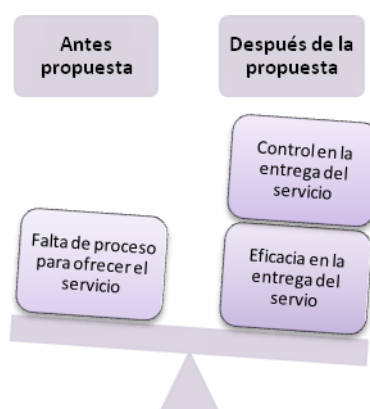 Antes
propuesta
Después de la
propuesta
Control en la
entrega del
servicio
Falta de proceso
para ofrecer el
servicio
Eficacia en la
entrega del
servio